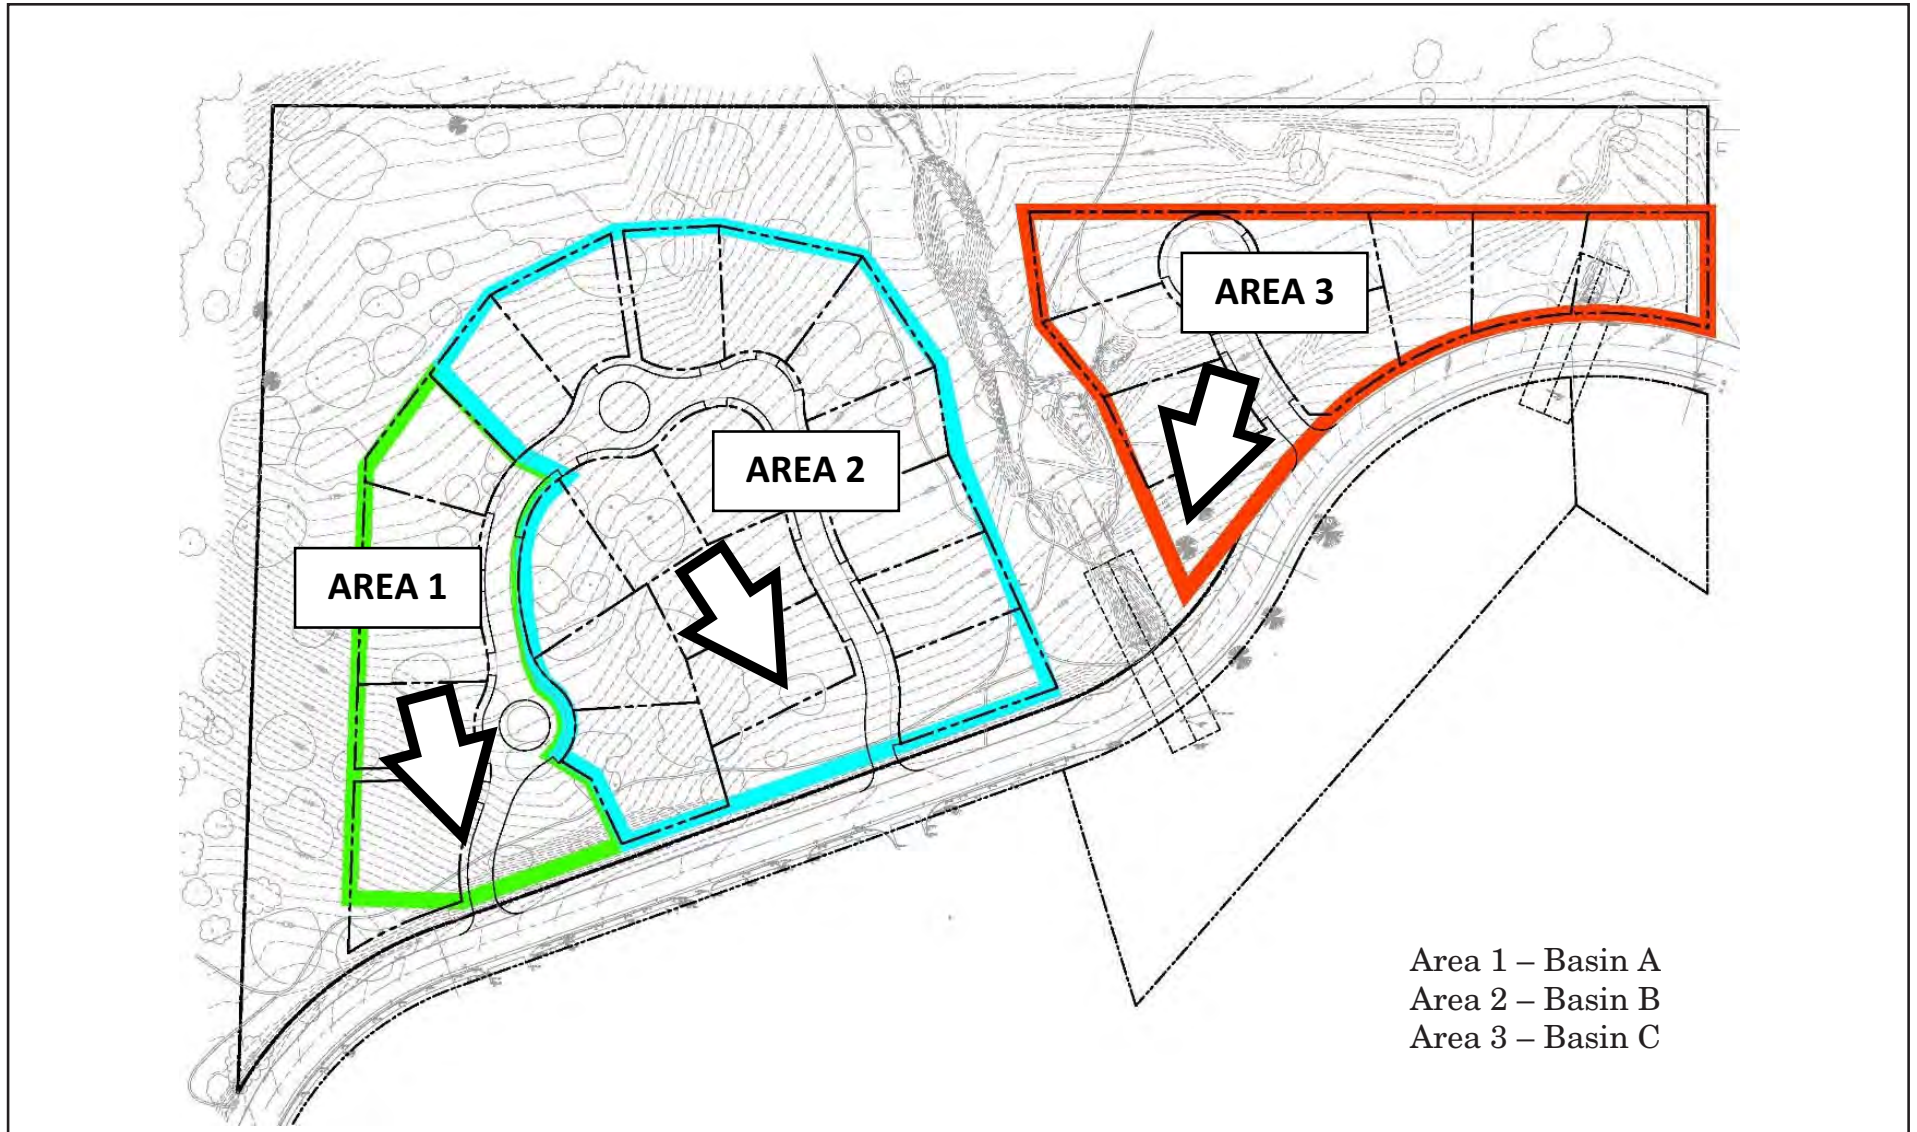 AREA 3
AREA 2
AREA 1
Area 1 – Basin A
Area 2 – Basin B
Area 3 – Basin C